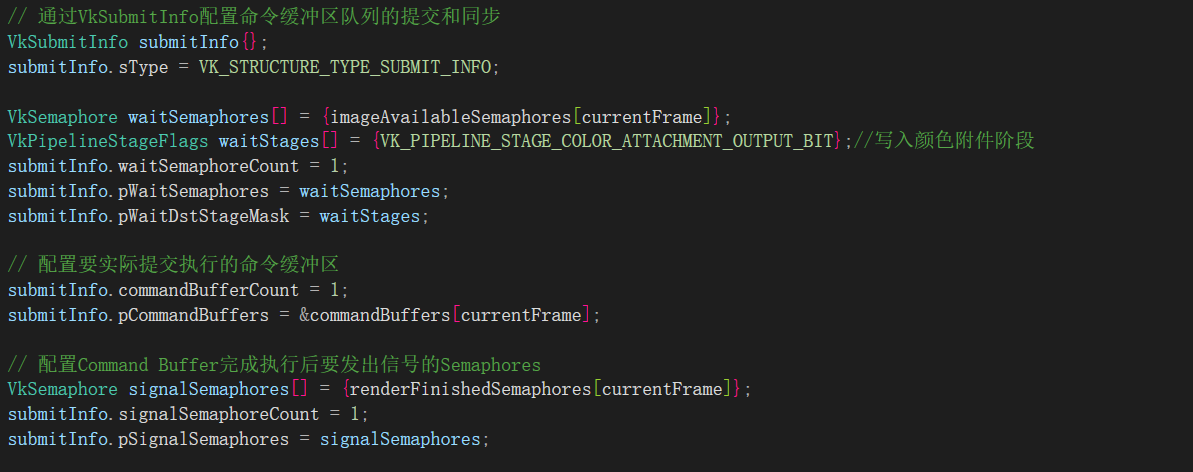 // 通过VkSubmitInfo配置命令缓冲区队列的提交和同步
VkSubmitInfo submitInfo{};
submitInfo.sType = VK_STRUCTURE_TYPE_SUBMIT_INFO;
VkSemaphore waitSemaphores[] = {imageAvailableSemaphores[currentFrame]};
VkPipelineStageFlags waitStages[] = {VK_PIPELINE_STAGE_COLOR_ATTACHMENT_OUTPUT_BIT};//写入颜色附件阶段
submitInfo.waitSemaphoreCount = 1;
submitInfo.pWaitSemaphores = waitSemaphores;
submitInfo.pWaitDstStageMask = waitStages;
// 配置要实际提交执行的命令缓冲区
submitInfo.commandBufferCount = 1;
submitInfo.pCommandBuffers = &commandBuffers[currentFrame];
// 配置Command Buffer完成执行后要发出信号的Semaphores
VkSemaphore signalSemaphores[] = {renderFinishedSemaphores[currentFrame]};
submitInfo.signalSemaphoreCount = 1;
submitInfo.pSignalSemaphores = signalSemaphores;